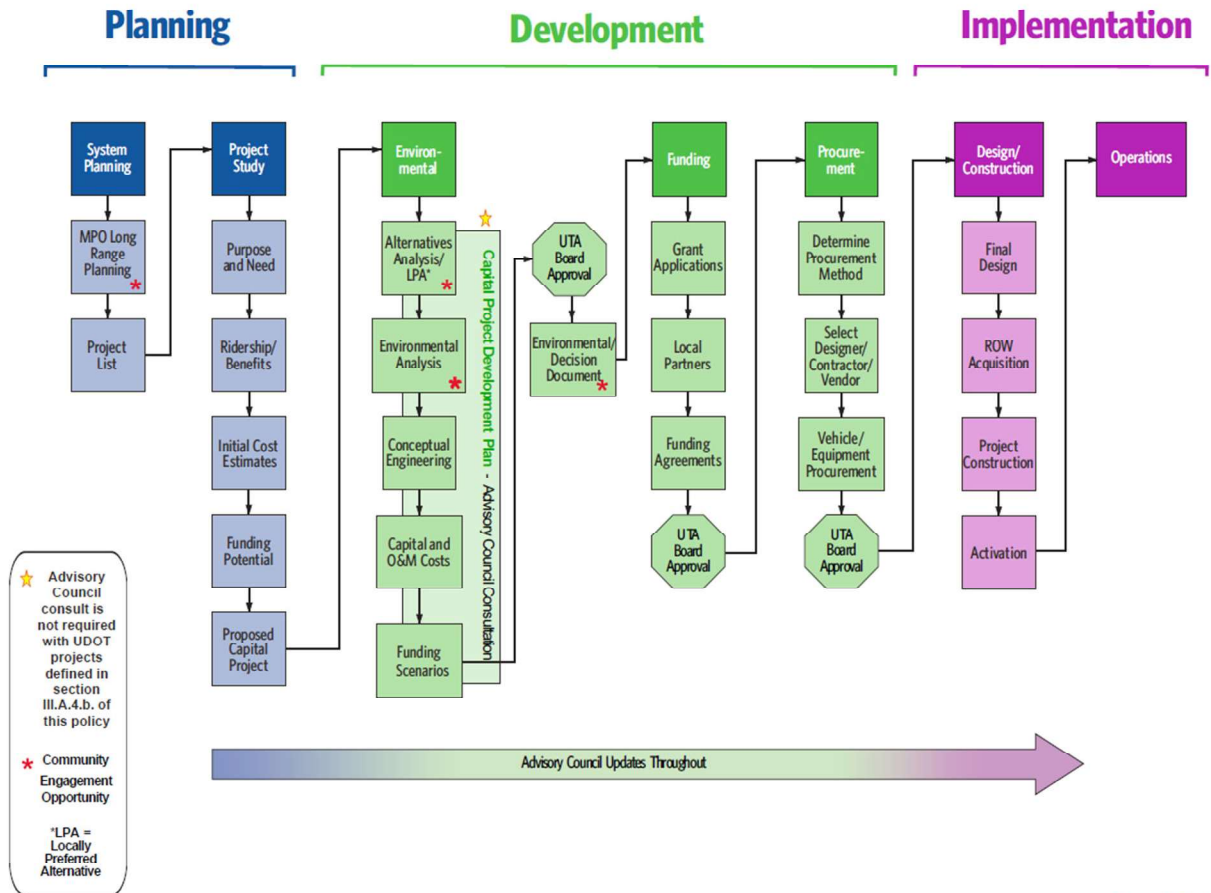 Planning
Development
Implementation
System
Planning
MPO Long
Range
Planning
*
Project
List
Project
Study
Purpose
and Need
Ridership/
Benefits
Initial Cost
Estimates
Funding
Potential
Proposed
Capital
Project
Environ-
mental
Alternatives
Analysis/
LPA*
*
Environmental
Analysis
*
Conceptual
Engineering
Capital and
O&M Costs
Funding
Scenarios
Capital Project Development Plan - Advisory Council Consultation
UTA
Board
Approval
Environmental/
Decision
Document
*
Funding
Grant
Applications
Local
Partners
Funding
Agreements
UTA
Board
Approval
Procure-
ment
Determine
Procurement
Method
Select
Designer/
Contractor/
Vendor
Vehicle/
Equipment
Procurement
UTA
Board
Approval
Design/
Construction
Final
Design
ROW
Acquisition
Project
Construction
Activation
Operations
Advisory
Council
consult is
not required
with UDOT
projects
defined in
section
III.A.4.b. of
this policy
* Community
Engagement
Opportunity
*LPA =
Locally
Preferred
Alternative
Advisory Council Updates Throughout